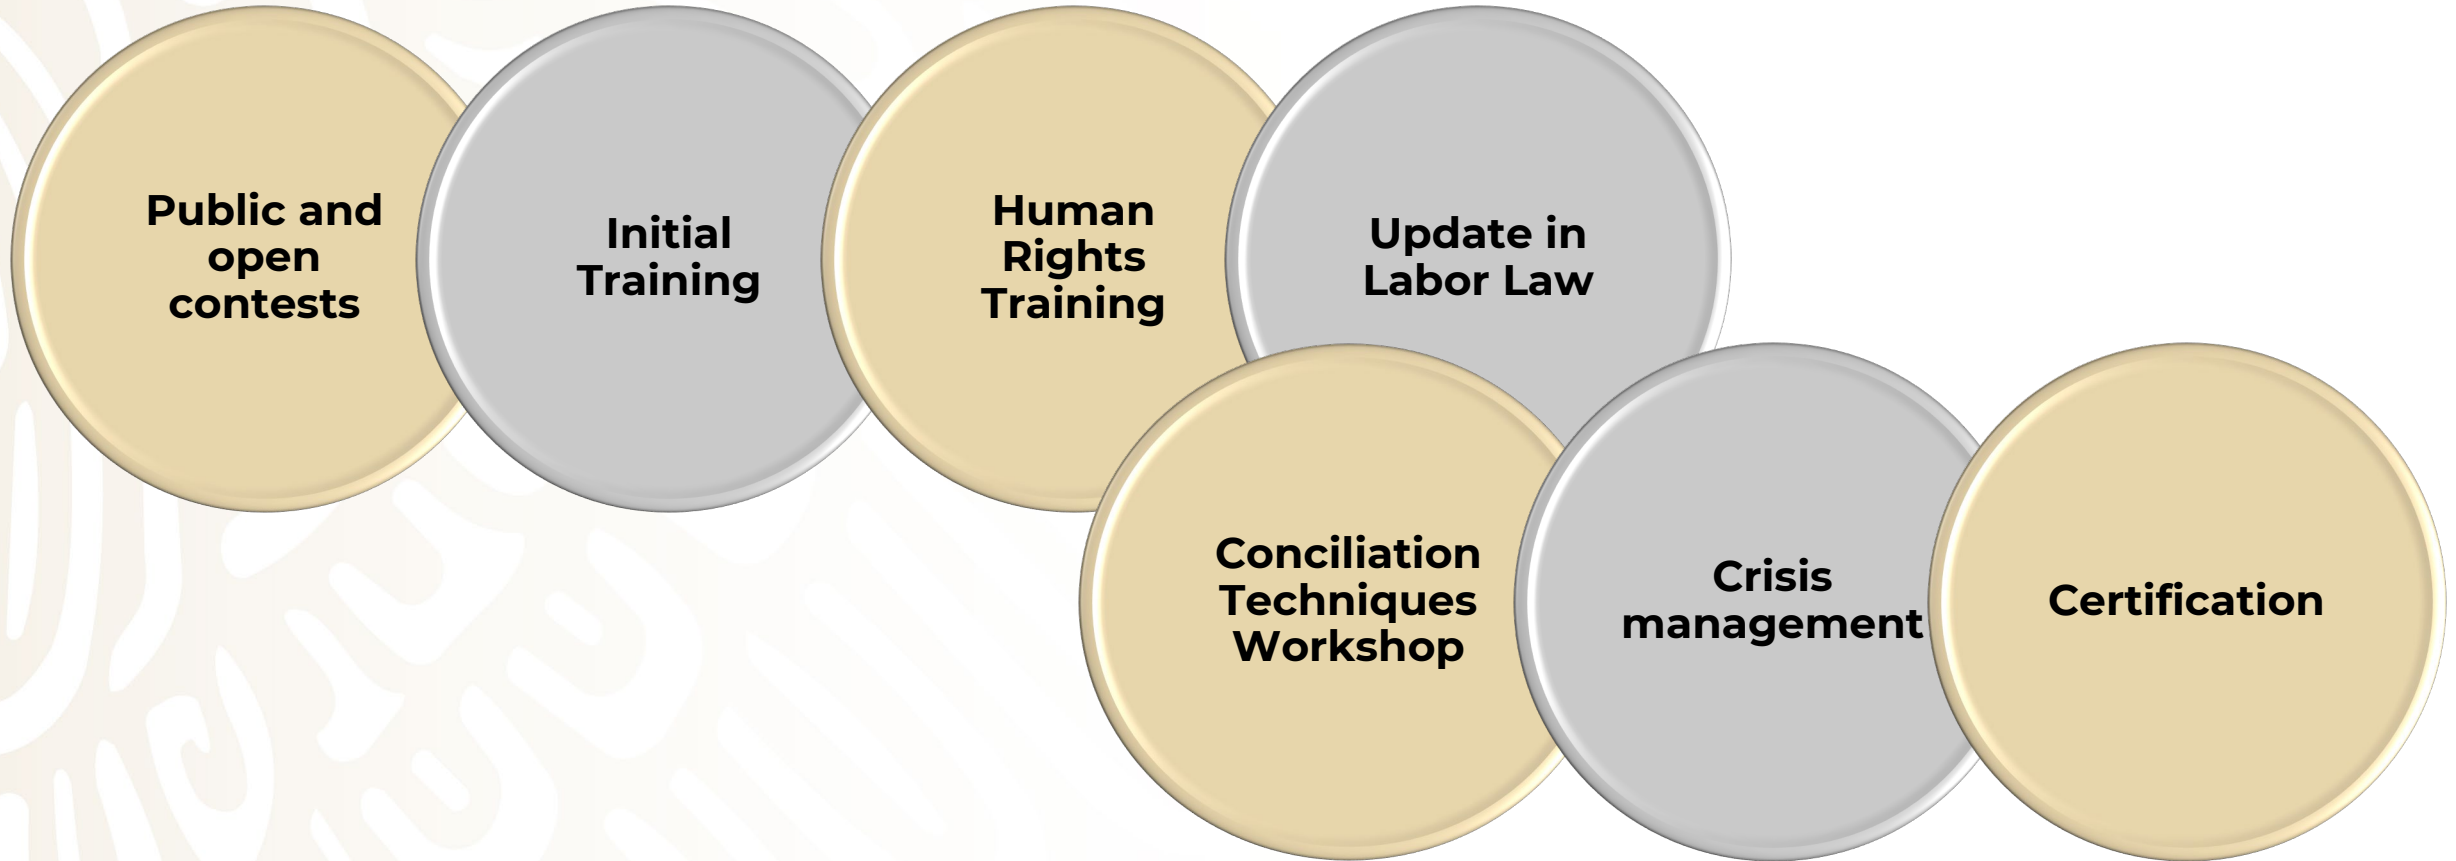 Public and
open
contests
Initial
Training
Human
Rights
Training
Update in
Labor Law
Conciliation
Techniques
Workshop
Crisis
management
Certification